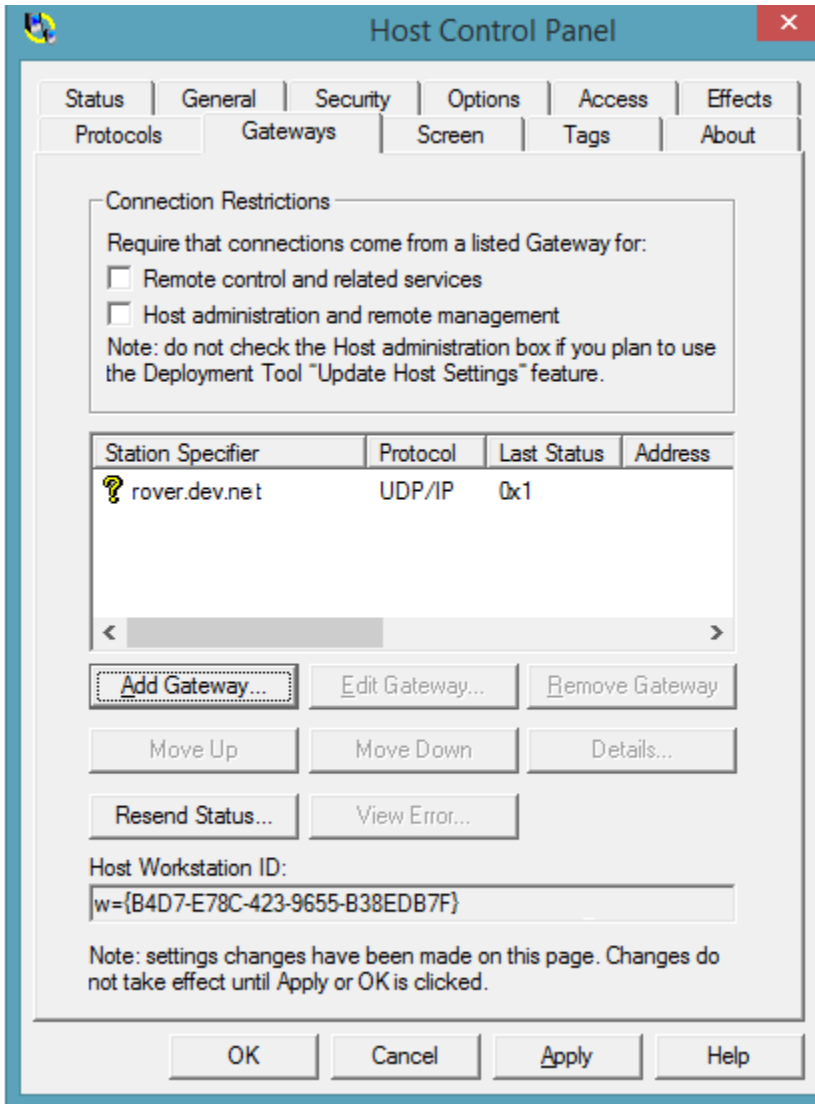 Host Control Panel
Status General Security Options Access Effects
Protocols Gateways Screen Tags About
Connection Restrictions
Require that connections come from a listed Gateway for:
Remote control and related services
Host administration and remote management
Note: do not check the Host administration box if you plan to use
the Deployment Tool "Update Host Settings" feature.
Station Specifier Protocol Last Status Address
rover.dev.net UDP/IP 0x1
Add Gateway... Edit Gateway... Remove Gateway
Move Up Move Down Details...
Resend Status... View Error...
Host Workstation ID:
w={B4D7-E78C-423-9655-B38EDB7F}
Note: settings changes have been made on this page. Changes do
not take effect until Apply or OK is clicked.
OK Cancel Apply Help